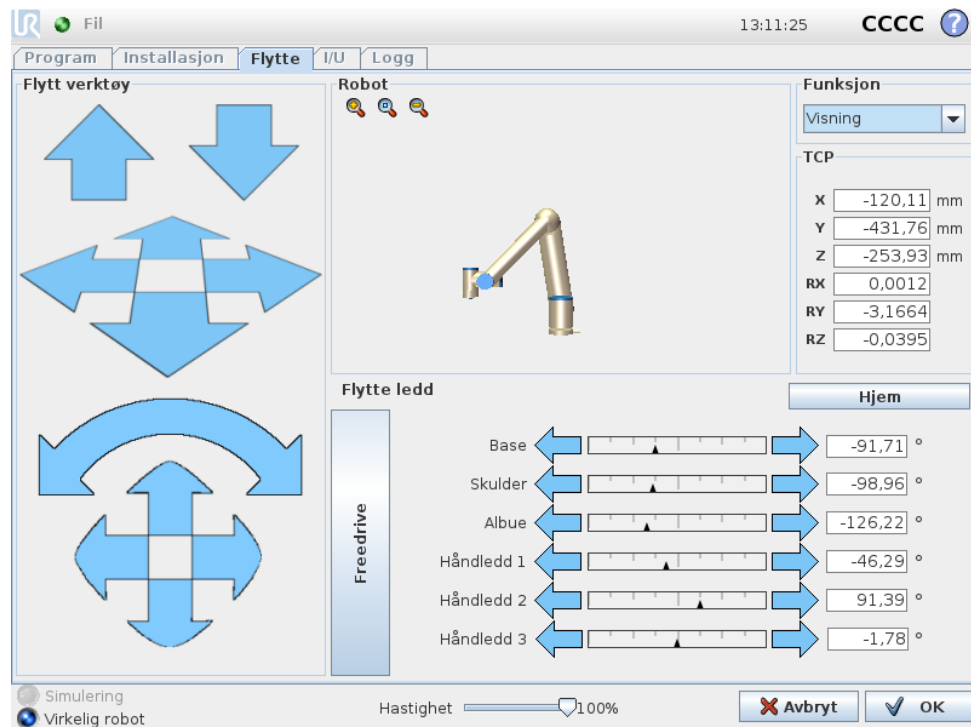 UR Fil 13:11:25 CCCC ?
Program Installasjon Flytte I/U Logg
Flytt verktøy
Robot
Funksjon
Visning
TCP
X -120,11 mm
Y -431,76 mm
Z -253,93 mm
RX 0,0012
RY -3,1664
RZ -0,0395
Flytte ledd
Hjem
Freedrive
Base -91,71 °
Skulder -98,96 °
Albue -126,22 °
Håndledd 1 -46,29 °
Håndledd 2 91,39 °
Håndledd 3 -1,78 °
Simulering
Virkelig robot
Hastighet 100%
Avbryt
OK